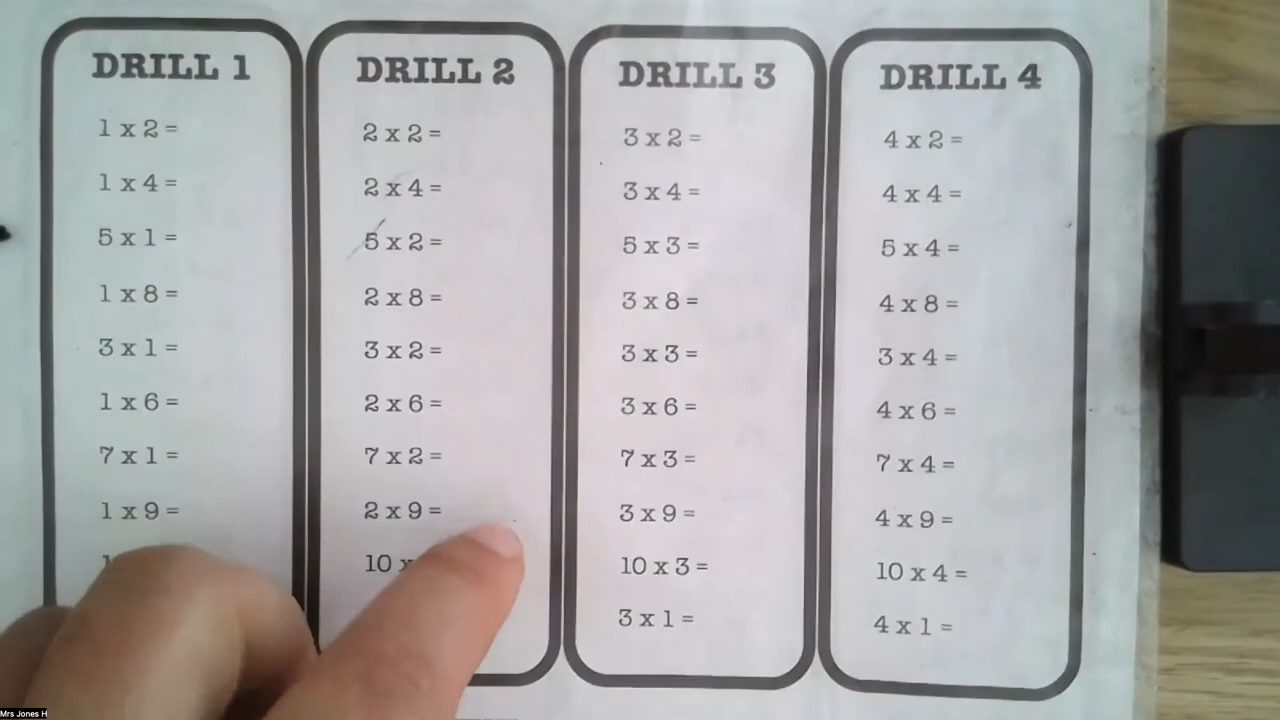 DRILL 1
1 x 2 =
1 x 4 =
5 x 1 =
1 x 8 =
3 x 1 =
1 x 6 =
7 x 1 =
1 x 9 =
DRILL 2
2 x 2 =
2 x 4 =
5 x 2 =
2 x 8 =
3 x 2 =
2 x 6 =
7 x 2 =
2 x 9 =
10 x
DRILL 3
3 x 2 =
3 x 4 =
5 x 3 =
3 x 8 =
3 x 3 =
3 x 6 =
7 x 3 =
3 x 9 =
10 x 3 =
3 x 1 =
DRILL 4
4 x 2 =
4 x 4 =
5 x 4 =
4 x 8 =
3 x 4 =
4 x 6 =
7 x 4 =
4 x 9 =
10 x 4 =
4 x 1 =
Mrs Jones H